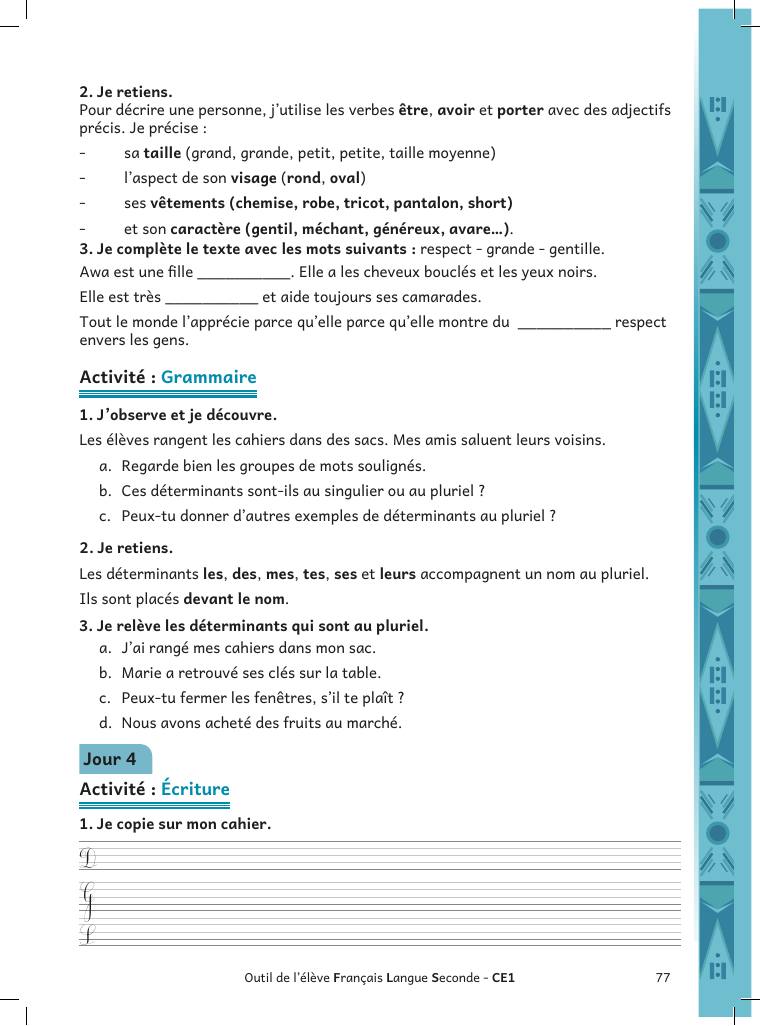 2. Je retiens.
Pour décrire une personne, j’utilise les verbes être, avoir et porter avec des adjectifs
précis. Je précise :
- sa taille (grand, grande, petit, petite, taille moyenne)
- l’aspect de son visage (rond, oval)
- ses vêtements (chemise, robe, tricot, pantalon, short)
- et son caractère (gentil, méchant, généreux, avare…).
3. Je complète le texte avec les mots suivants : respect - grande - gentille.
Awa est une fille ___________. Elle a les cheveux bouclés et les yeux noirs.
Elle est très ___________ et aide toujours ses camarades.
Tout le monde l’apprécie parce qu’elle parce qu’elle montre du ___________ respect
envers les gens.
Activité : Grammaire
1. J’observe et je découvre.
Les élèves rangent les cahiers dans des sacs. Mes amis saluent leurs voisins.
a. Regarde bien les groupes de mots soulignés.
b. Ces déterminants sont-ils au singulier ou au pluriel ?
c. Peux-tu donner d’autres exemples de déterminants au pluriel ?
2. Je retiens.
Les déterminants les, des, mes, tes, ses et leurs accompagnent un nom au pluriel.
Ils sont placés devant le nom.
3. Je relève les déterminants qui sont au pluriel.
a. J’ai rangé mes cahiers dans mon sac.
b. Marie a retrouvé ses clés sur la table.
c. Peux-tu fermer les fenêtres, s’il te plaît ?
d. Nous avons acheté des fruits au marché.
Jour 4
Activité : Écriture
1. Je copie sur mon cahier.
D
Outil de l’élève Français Langue Seconde - CE1 77